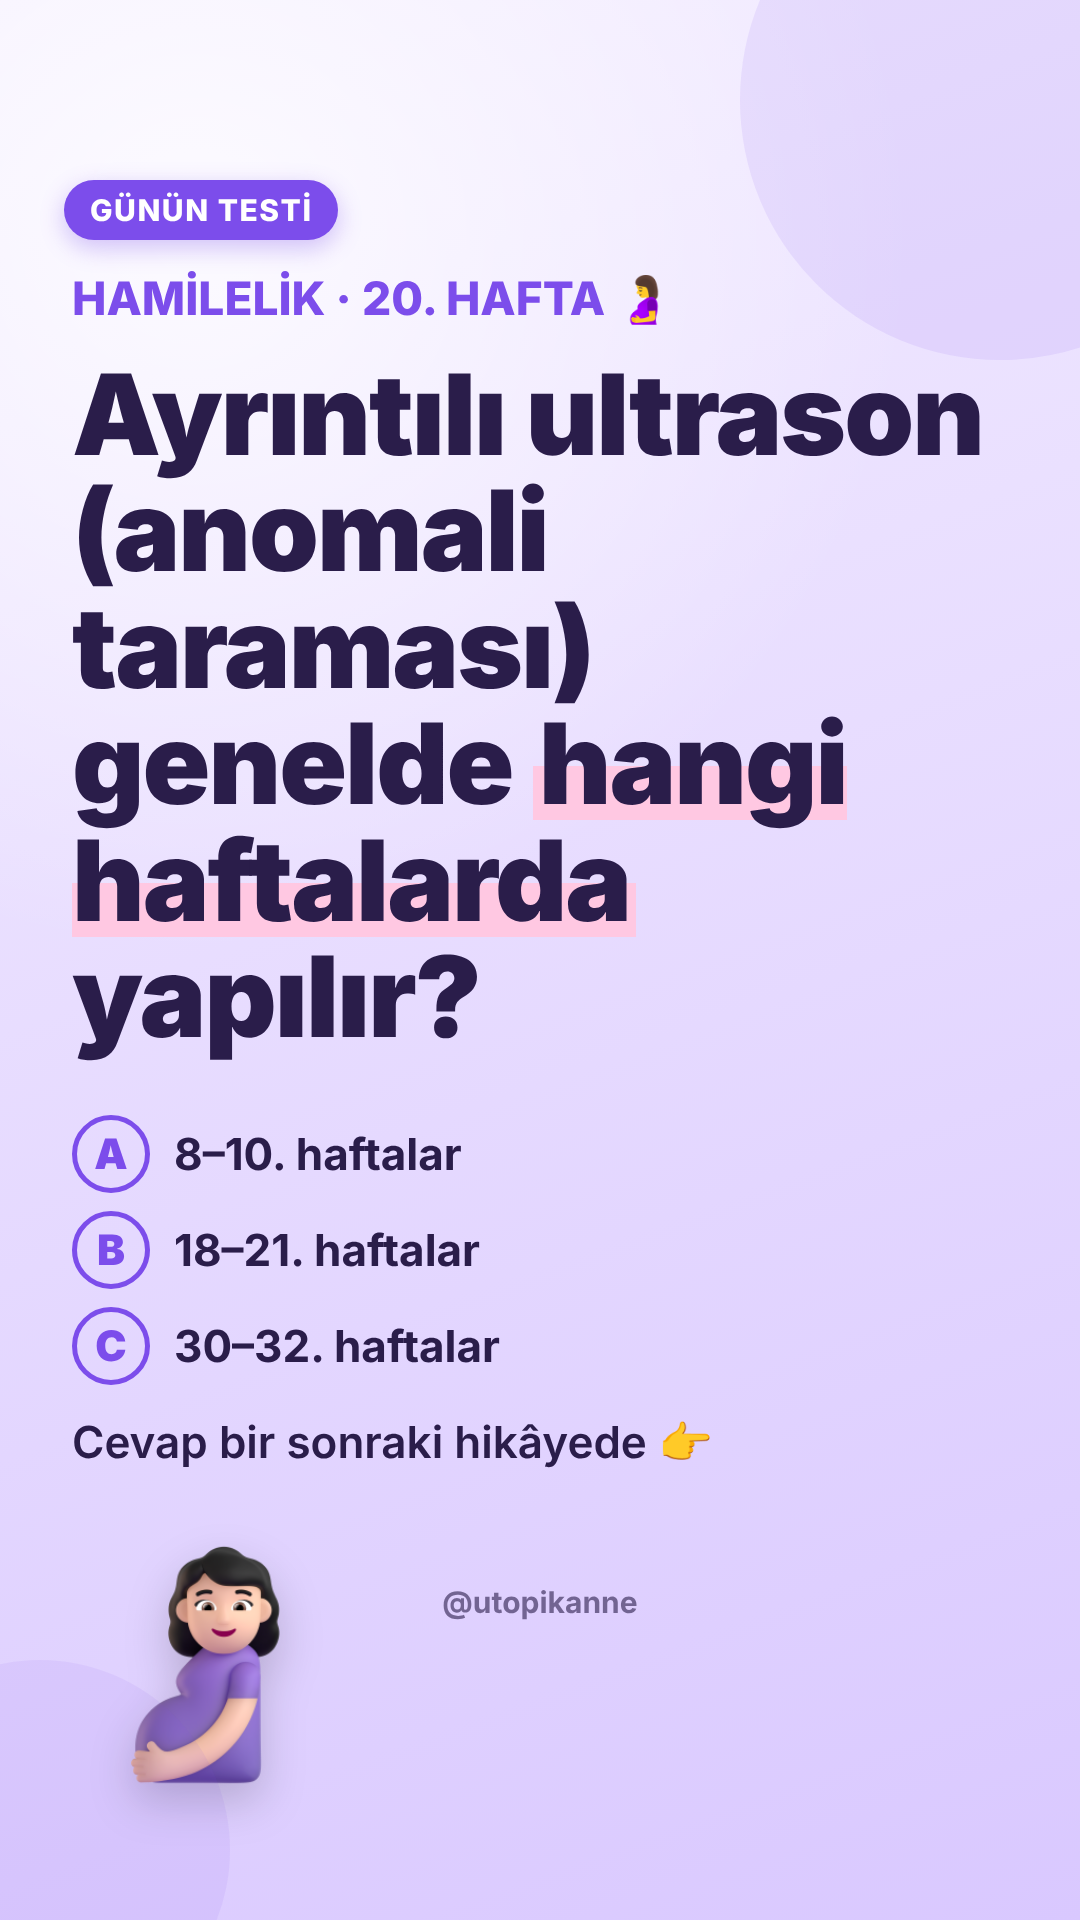 GÜNÜN TESTİ
HAMİLELİK · 20. HAFTA 🤰
Ayrıntılı ultrason
(anomali
taraması)
genelde hangi
haftalarda
yapılır?
A 8–10. haftalar
B 18–21. haftalar
C 30–32. haftalar
Cevap bir sonraki hikâyede 👉
@utopikanne